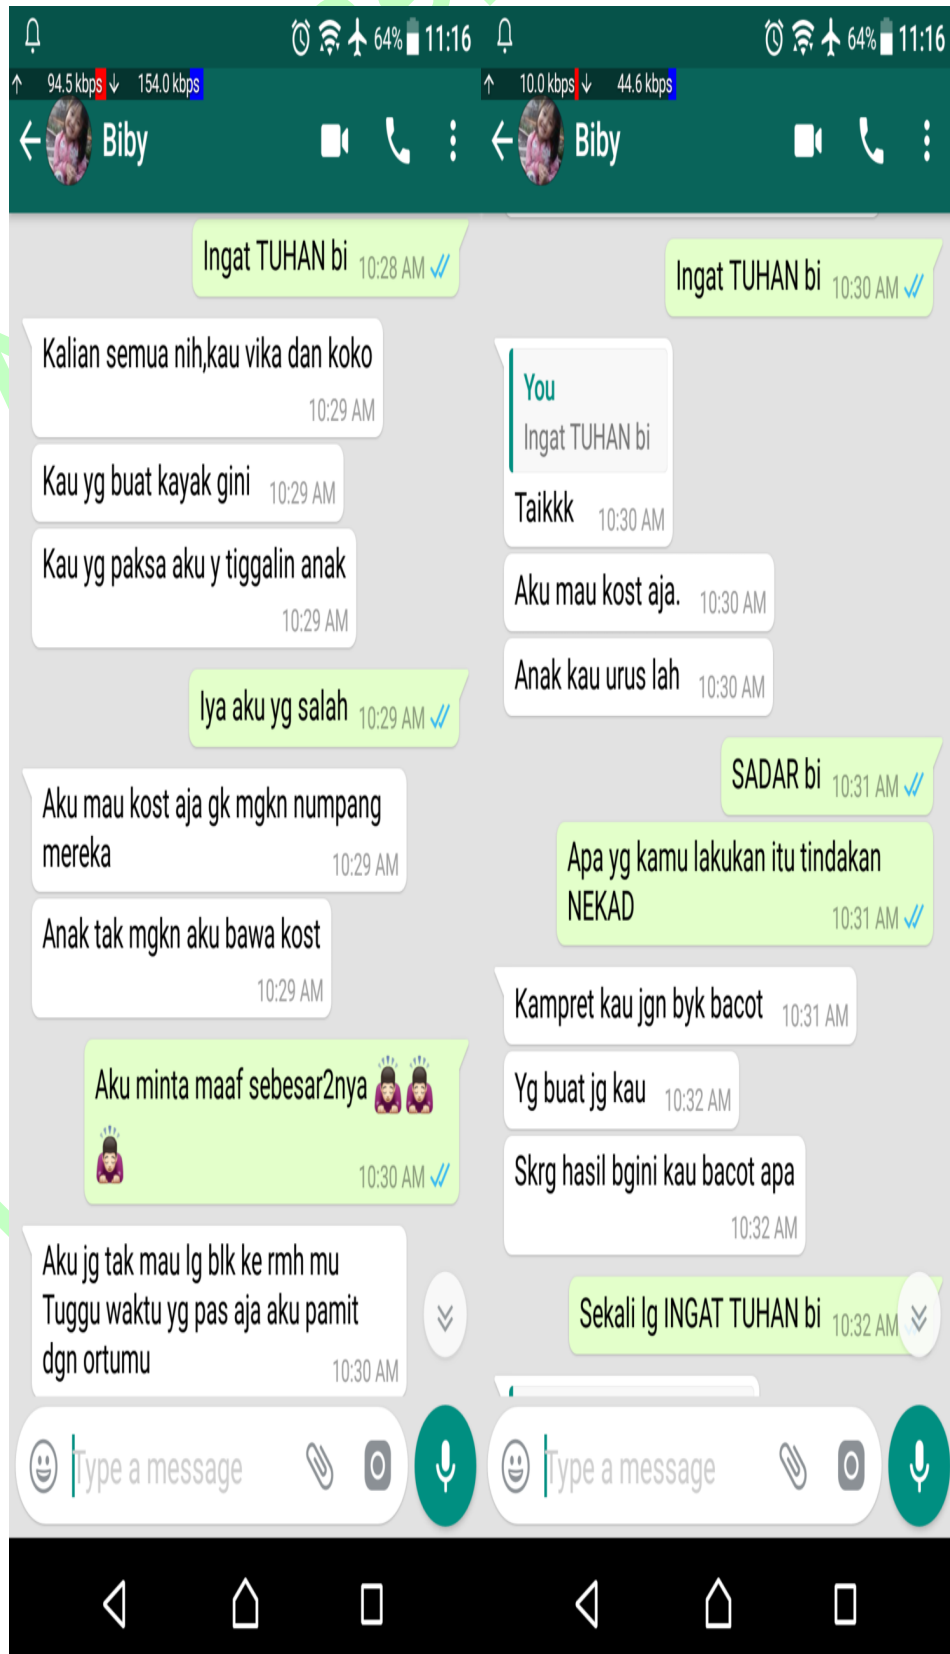 64% 11:16
94.5 kbps 154.0 kbps
Biby
Ingat TUHAN bi 10:28 AM
Kalian semua nih,kau vika dan koko
10:29 AM
Kau yg buat kayak gini 10:29 AM
Kau yg paksa aku y tiggalin anak
10:29 AM
Iya aku yg salah 10:29 AM
Aku mau kost aja gk mgkn numpang
mereka 10:29 AM
Anak tak mgkn aku bawa kost
10:29 AM
Aku minta maaf sebesar2nya
10:30 AM
Aku jg tak mau lg blk ke rmh mu
Tuggu waktu yg pas aja aku pamit
dgn ortumu 10:30 AM
Type a message
64% 11:16
10.0 kbps 44.6 kbps
Biby
Ingat TUHAN bi 10:30 AM
You
Ingat TUHAN bi
Taikkk 10:30 AM
Aku mau kost aja. 10:30 AM
Anak kau urus lah 10:30 AM
SADAR bi 10:31 AM
Apa yg kamu lakukan itu tindakan
NEKAD 10:31 AM
Kampret kau jgn byk bacot 10:31 AM
Yg buat jg kau 10:32 AM
Skrg hasil bgini kau bacot apa
10:32 AM
Sekali lg INGAT TUHAN bi 10:32 AM
Type a message